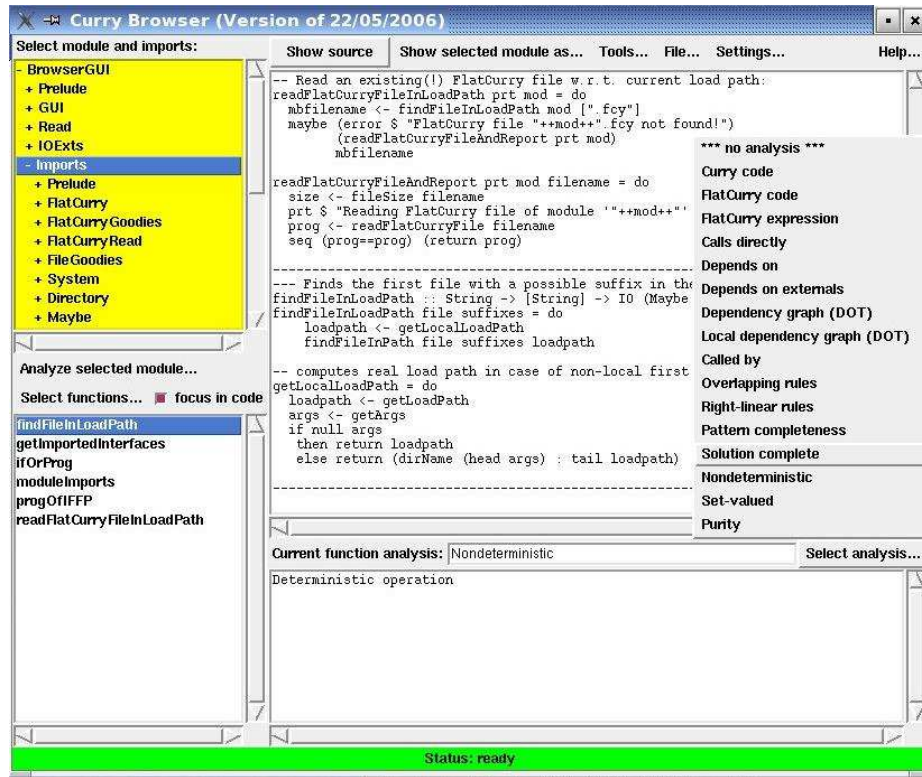 Curry Browser (Version of 22/05/2006)
Select module and imports:
- BrowserGUI
+ Prelude
+ GUI
+ Read
+ IOExts
- Imports
+ Prelude
+ FlatCurry
+ FlatCurryGoodies
+ FlatCurryRead
+ FileGoodies
+ System
+ Directory
+ Maybe
Analyze selected module...
Select functions... focus in code
findFileInLoadPath
getImportedInterfaces
ifOrProg
moduleImports
progOfIFFP
readFlatCurryFileInLoadPath
Show source Show selected module as... Tools... File... Settings... Help...
-- Read an existing(!) FlatCurry file w.r.t. current load path:
readFlatCurryFileInLoadPath prt mod = do
mbfilename <- findFileInLoadPath mod [".fcy"]
maybe (error $ "FlatCurry file "++mod++".fcy not found!")
(readFlatCurryFileAndReport prt mod)
mbfilename
readFlatCurryFileAndReport prt mod filename = do
size <- fileSize filename
prt $ "Reading FlatCurry file of module '"++mod++"'
prog <- readFlatCurryFile filename
seq (prog==prog) (return prog)
--- Finds the first file with a possible suffix in the
findFileInLoadPath :: String -> [String] -> IO (Maybe
findFileInLoadPath file suffixes = do
loadpath <- getLocalLoadPath
findFileInPath file suffixes loadpath
-- computes real load path in case of non-local first
getLocalLoadPath = do
loadpath <- getLoadPath
args <- getArgs
if null args
then return loadpath
else return (dirName (head args) : tail loadpath)
*** no analysis ***
Curry code
FlatCurry code
FlatCurry expression
Calls directly
Depends on
Depends on externals
Dependency graph (DOT)
Local dependency graph (DOT)
Called by
Overlapping rules
Right-linear rules
Pattern completeness
Solution complete
Nondeterministic
Set-valued
Purity
Current function analysis: Nondeterministic Select analysis...
Deterministic operation
Status: ready